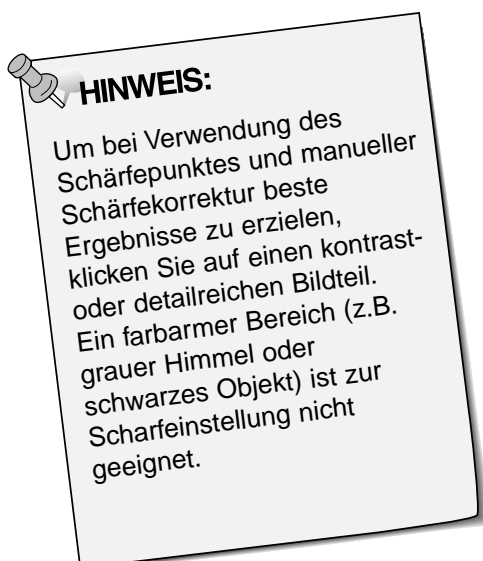 HINWEIS:
Um bei Verwendung des
Schärfepunktes und manueller
Schärfekorrektur beste
Ergebnisse zu erzielen,
klicken Sie auf einen kontrast-
oder detailreichen Bildteil.
Ein farbarmer Bereich (z.B.
grauer Himmel oder
schwarzes Objekt) ist zur
Scharfeinstellung nicht
geeignet.